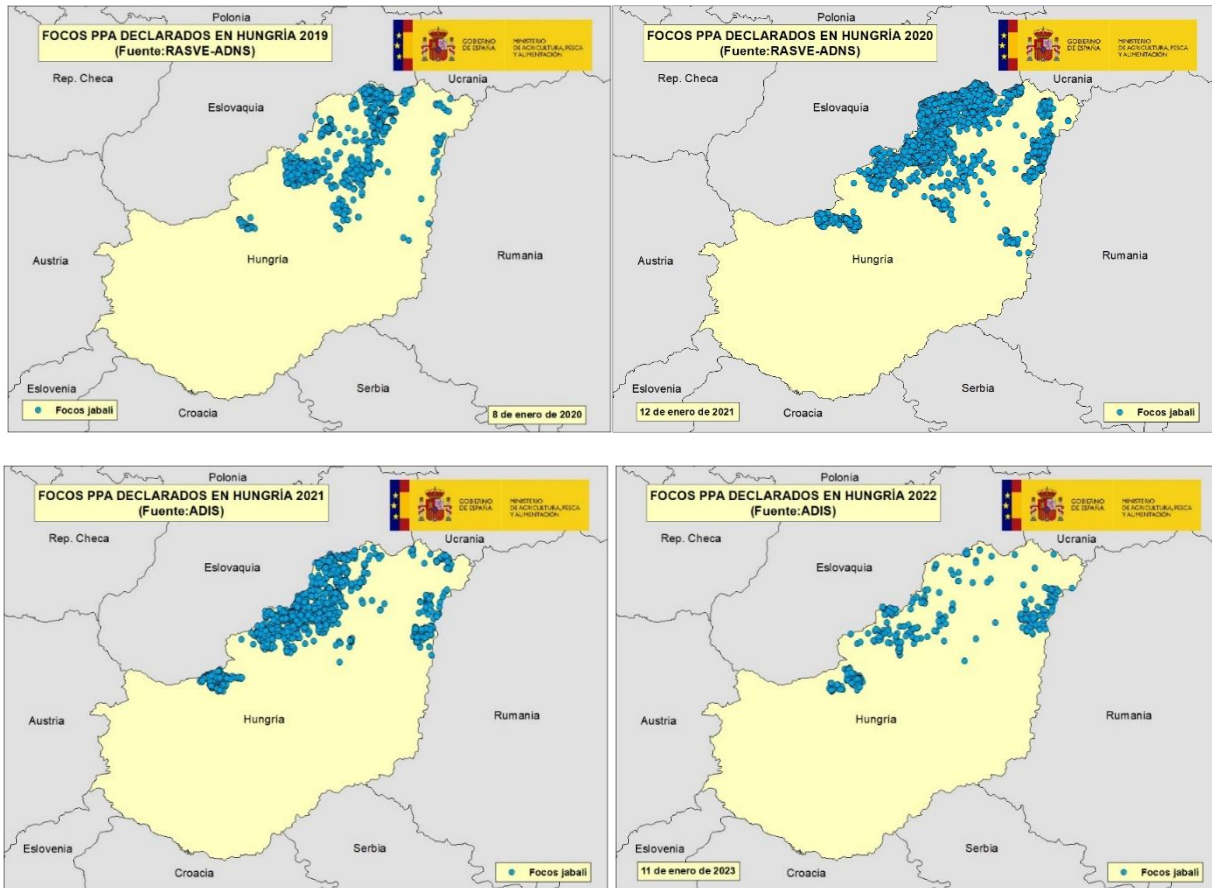 Polonia
FOCOS PPA DECLARADOS EN HUNGRÍA 2019
(Fuente:RASVE-ADNS)
GOBIERNO
DE ESPAÑA
MINISTERIO
DE AGRICULTURA, PESCA
Y ALIMENTACIÓN
Rep. Checa
Ucrania
Eslovaquia
Austria
Hungría
Rumania
Eslovenia
Serbia
Croacia
Focos jabalí
8 de enero de 2020
Polonia
FOCOS PPA DECLARADOS EN HUNGRÍA 2020
(Fuente:RASVE-ADNS)
GOBIERNO
DE ESPAÑA
MINISTERIO
DE AGRICULTURA, PESCA
Y ALIMENTACIÓN
Rep. Checa
Ucrania
Eslovaquia
Austria
Hungría
Rumania
Eslovenia
Serbia
Croacia
12 de enero de 2021
Focos jabalí
Polonia
FOCOS PPA DECLARADOS EN HUNGRÍA 2021
(Fuente:ADIS)
GOBIERNO
DE ESPAÑA
MINISTERIO
DE AGRICULTURA, PESCA
Y ALIMENTACIÓN
Rep. Checa
Ucrania
Eslovaquia
Austria
Hungría
Rumania
Eslovenia
Serbia
Croacia
Focos jabalí
Polonia
FOCOS PPA DECLARADOS EN HUNGRÍA 2022
(Fuente:ADIS)
GOBIERNO
DE ESPAÑA
MINISTERIO
DE AGRICULTURA, PESCA
Y ALIMENTACIÓN
Rep. Checa
Ucrania
Eslovaquia
Austria
Hungría
Rumania
Eslovenia
Serbia
Croacia
11 de enero de 2023
Focos jabalí